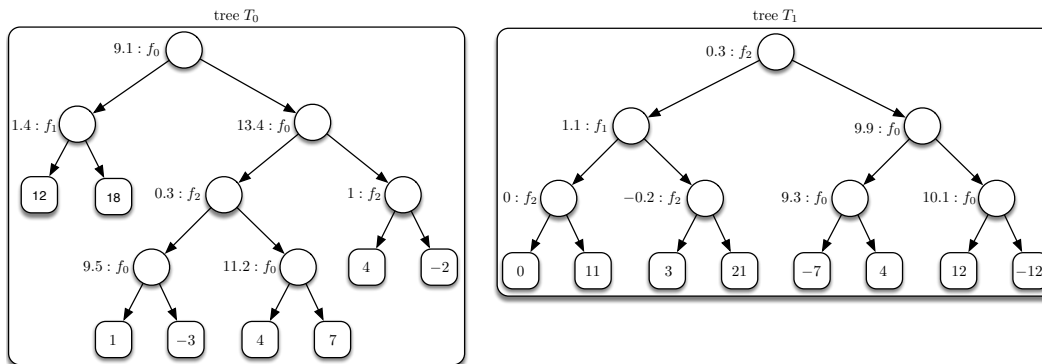 tree T₀
tree T₁
9.1 : f₀
0.3 : f₂
1.4 : f₁
13.4 : f₀
1.1 : f₁
9.9 : f₀
12
18
0.3 : f₂
1 : f₂
0 : f₂
−0.2 : f₂
9.3 : f₀
10.1 : f₀
9.5 : f₀
11.2 : f₀
4
−2
0
11
3
21
−7
4
12
−12
1
−3
4
7